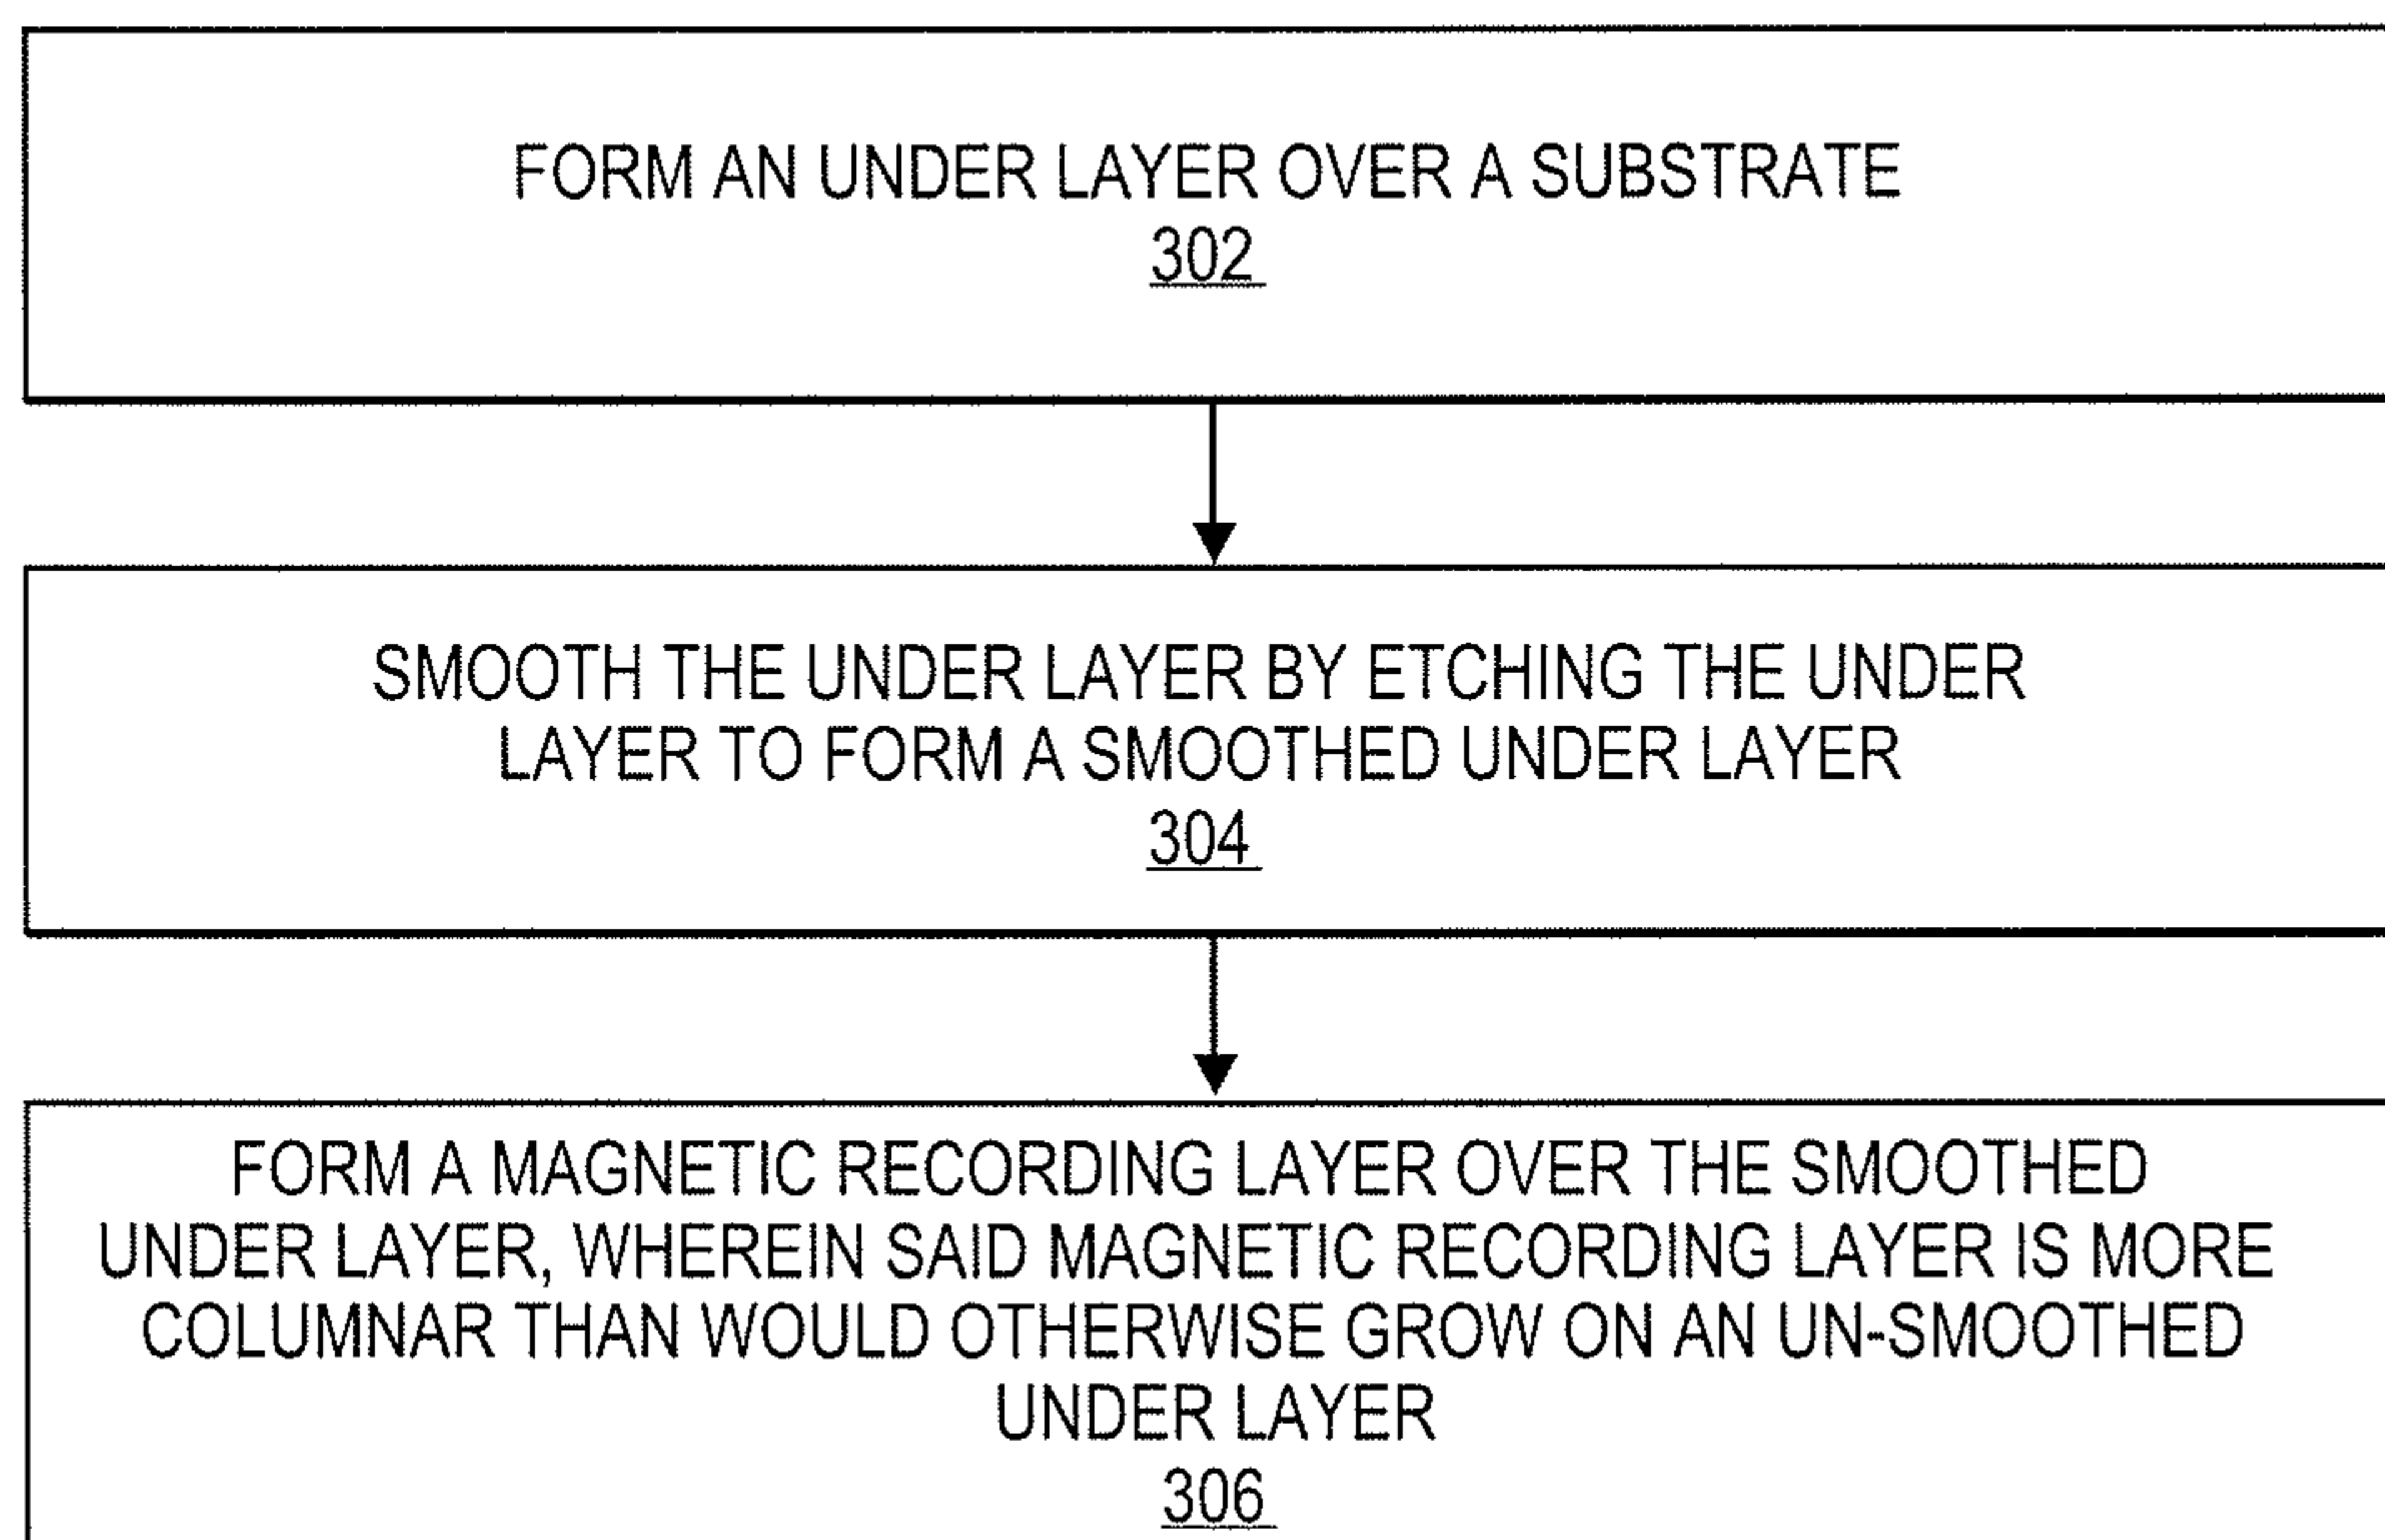 FORM AN UNDER LAYER OVER A SUBSTRATE
302
SMOOTH THE UNDER LAYER BY ETCHING THE UNDER
LAYER TO FORM A SMOOTHED UNDER LAYER
304
FORM A MAGNETIC RECORDING LAYER OVER THE SMOOTHED
UNDER LAYER, WHEREIN SAID MAGNETIC RECORDING LAYER IS MORE
COLUMNAR THAN WOULD OTHERWISE GROW ON AN UN-SMOOTHED
UNDER LAYER
306